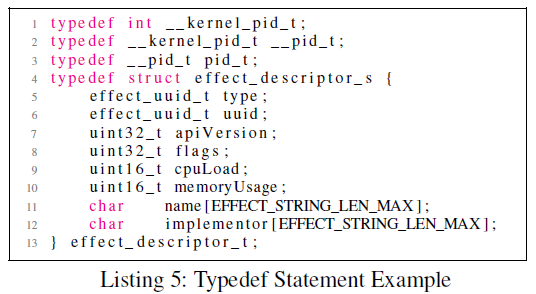 1 typedef int __kernel_pid_t;
2 typedef __kernel_pid_t __pid_t;
3 typedef __pid_t pid_t;
4 typedef struct effect_descriptor_s {
5 effect_uuid_t type;
6 effect_uuid_t uuid;
7 uint32_t apiVersion;
8 uint32_t flags;
9 uint16_t cpuLoad;
10 uint16_t memoryUsage;
11 char name[EFFECT_STRING_LEN_MAX];
12 char implementor[EFFECT_STRING_LEN_MAX];
13 } effect_descriptor_t;
Listing 5: Typedef Statement Example